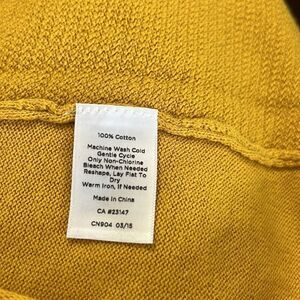 100% Cotton
Machine Wash Cold
Gentle Cycle
Only Non-Chlorine
Bleach When Needed
Reshape, Lay Flat To
Dry
Warm Iron, If Needed
Made in China
CA #23147
CN904 03/15